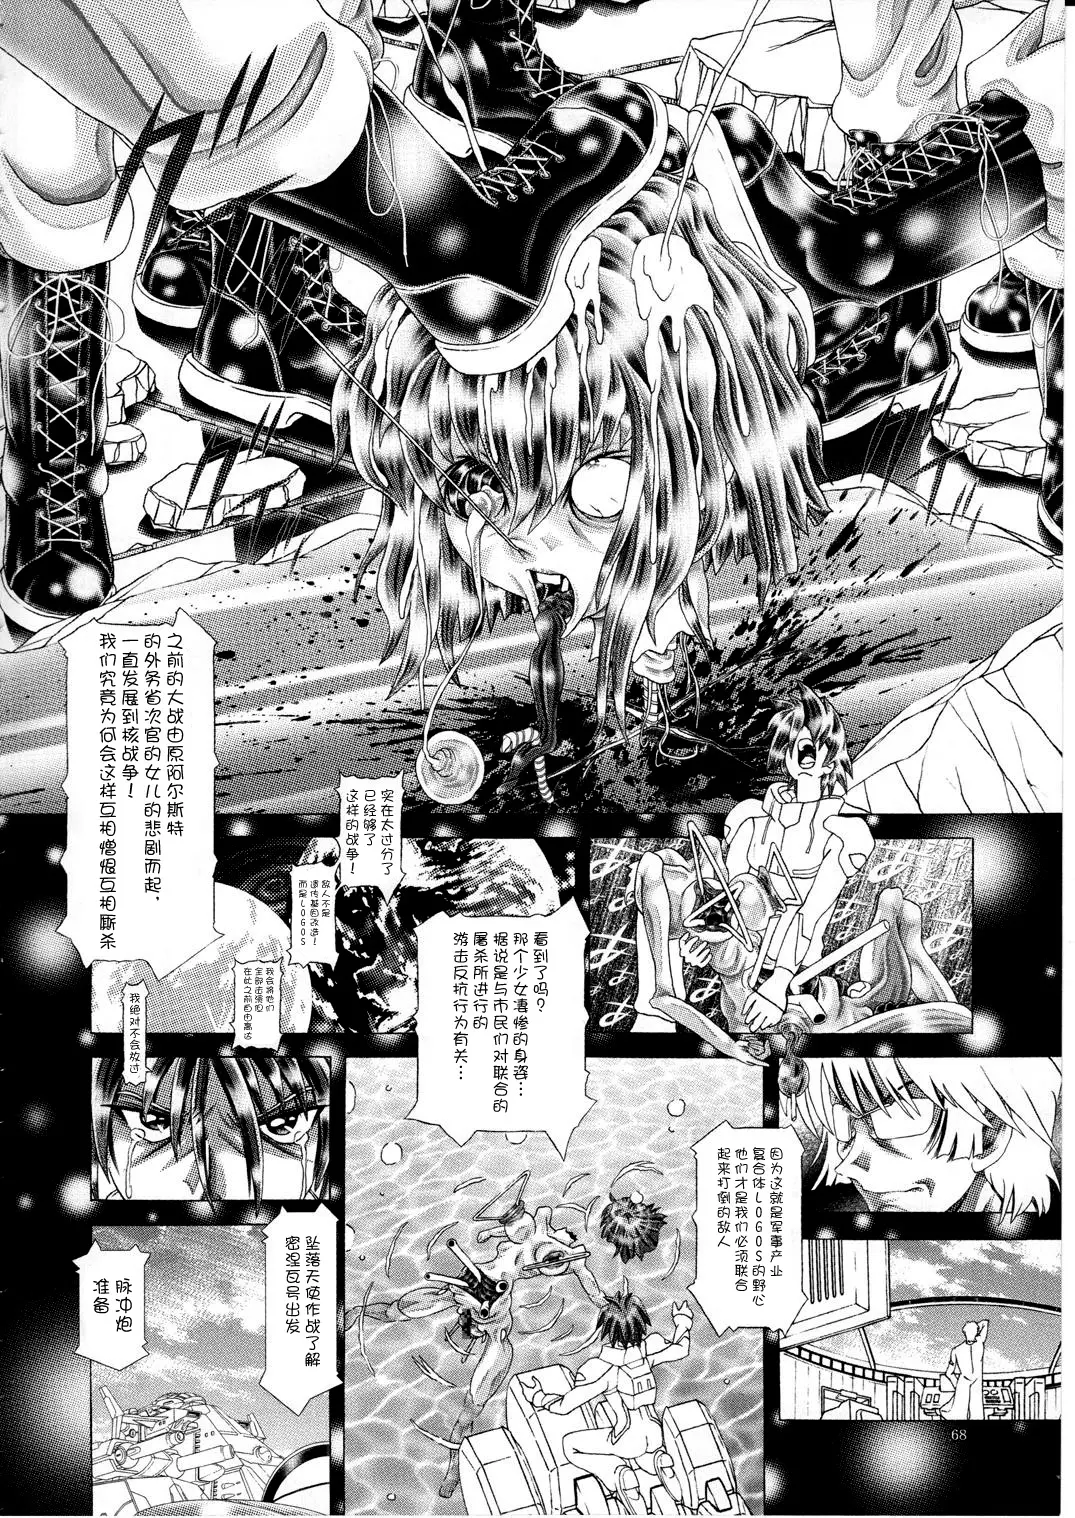 之前的大战由原阿尔斯特
的外务省次官的女儿的悲剧而起，
一直发展到核战争！
我们究竟为何会这样互相憎恨互相厮杀
实在太过分了
已经够了
这样的战争！
敌人不是
遗传基因改造！
而是LOGOS
我会将他们
全部法须但
在此之前自由高达
我绝对不会放过
看到了吗？
那个少女凄惨的身姿…
据说是与市民们对联合的
屠杀所进行的
游击反抗行为有关…
因为这就是军事产业
复合体LOGOS的野心
他们才是我们必须联合
起来打倒的敌人
坠落天使作战了解
密涅瓦号出发
脉冲炮
准备
68